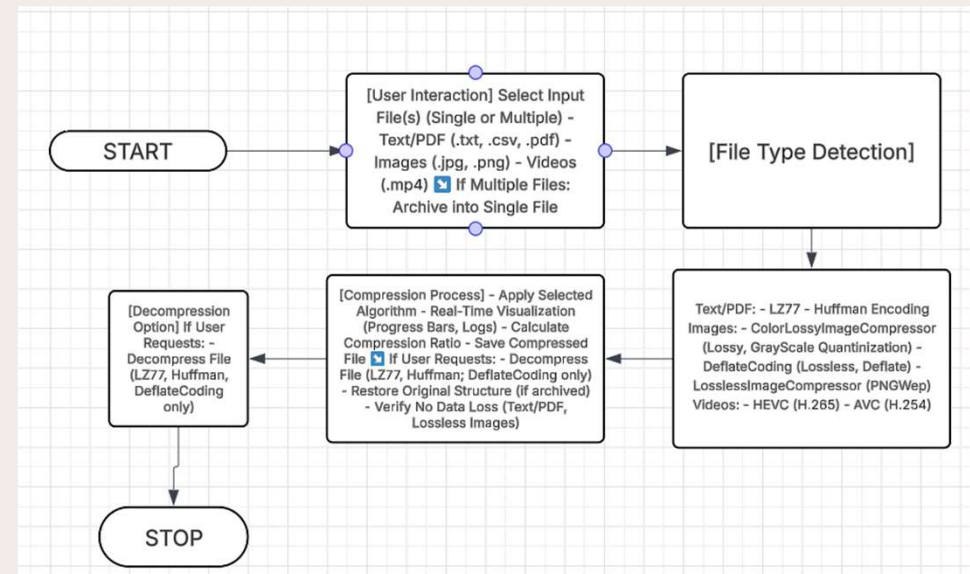 START
[User Interaction] Select Input
File(s) (Single or Multiple) -
Text/PDF (.txt, .csv, .pdf) -
Images (.jpg, .png) - Videos
(.mp4) ↘️ If Multiple Files:
Archive into Single File
[File Type Detection]
Text/PDF: - LZ77 - Huffman Encoding
Images: - ColorLossyImageCompressor
(Lossy, GrayScale Quantinization) -
DeflateCoding (Lossless, Deflate) -
LosslessImageCompressor (PNGWep)
Videos: - HEVC (H.265) - AVC (H.254)
[Compression Process] - Apply Selected
Algorithm - Real-Time Visualization
(Progress Bars, Logs) - Calculate
Compression Ratio - Save Compressed
File ↘️ If User Requests: - Decompress
File (LZ77, Huffman; DeflateCoding only)
- Restore Original Structure (if archived)
- Verify No Data Loss (Text/PDF,
Lossless Images)
[Decompression
Option] If User
Requests: -
Decompress File
(LZ77, Huffman,
DeflateCoding
only)
STOP